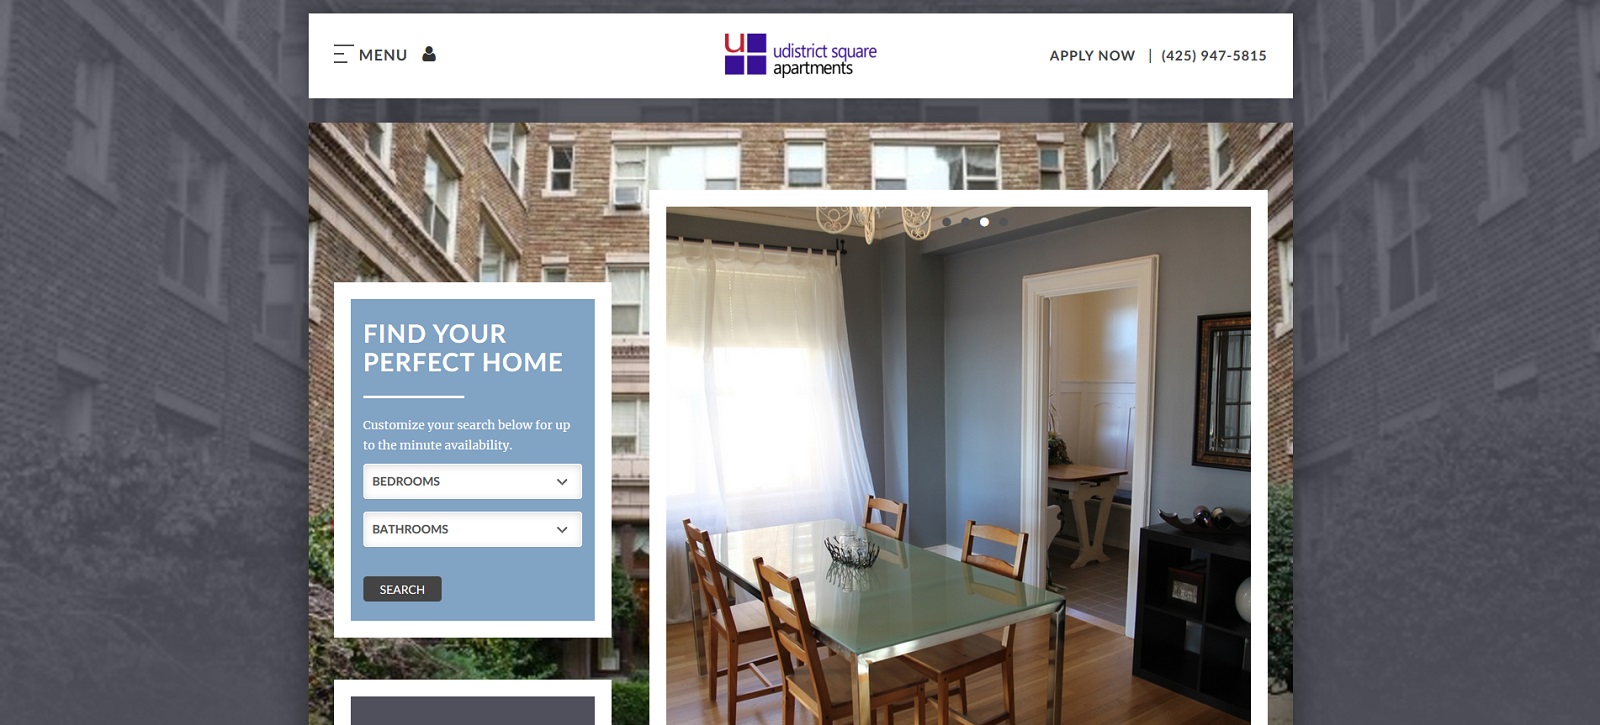 MENU
u
udistrict square
apartments
APPLY NOW | (425) 947-5815
FIND YOUR
PERFECT HOME
Customize your search below for up
to the minute availability.
BEDROOMS
BATHROOMS
SEARCH